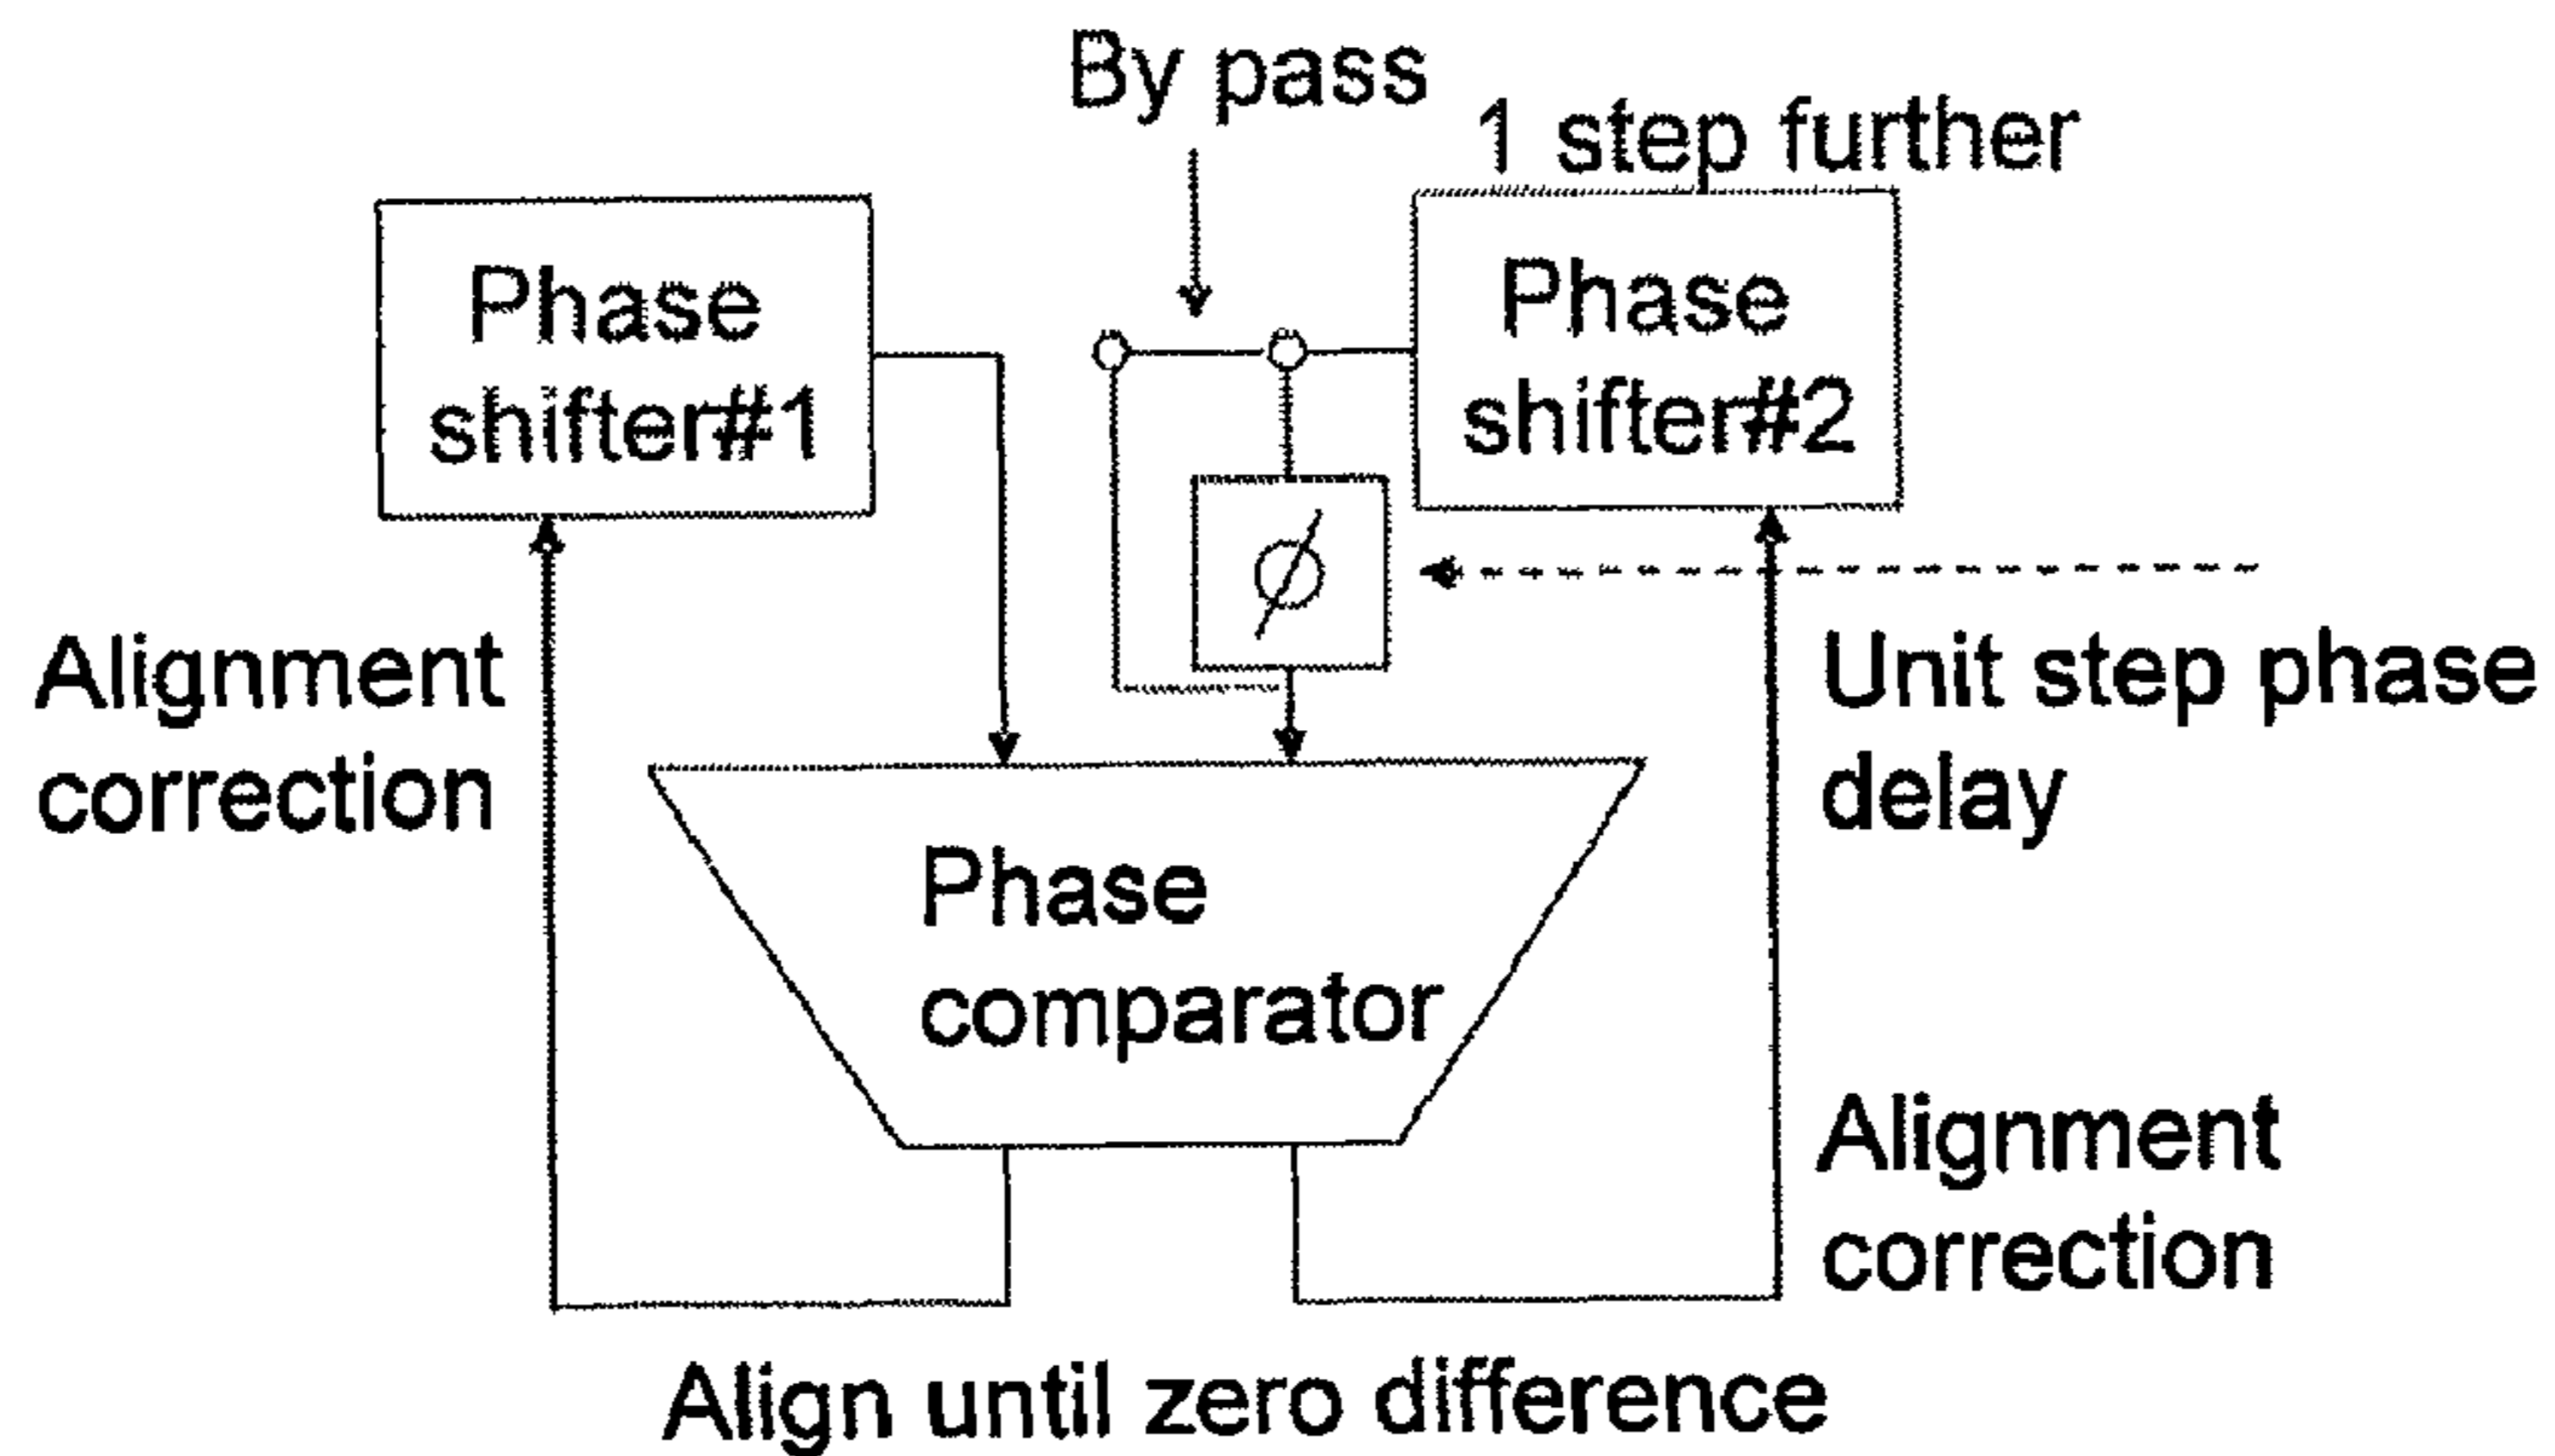 By pass
1 step further
Phase
shifter#1
Phase
shifter#2
Alignment
correction
Unit step phase
delay
Phase
comparator
Alignment
correction
Align until zero difference